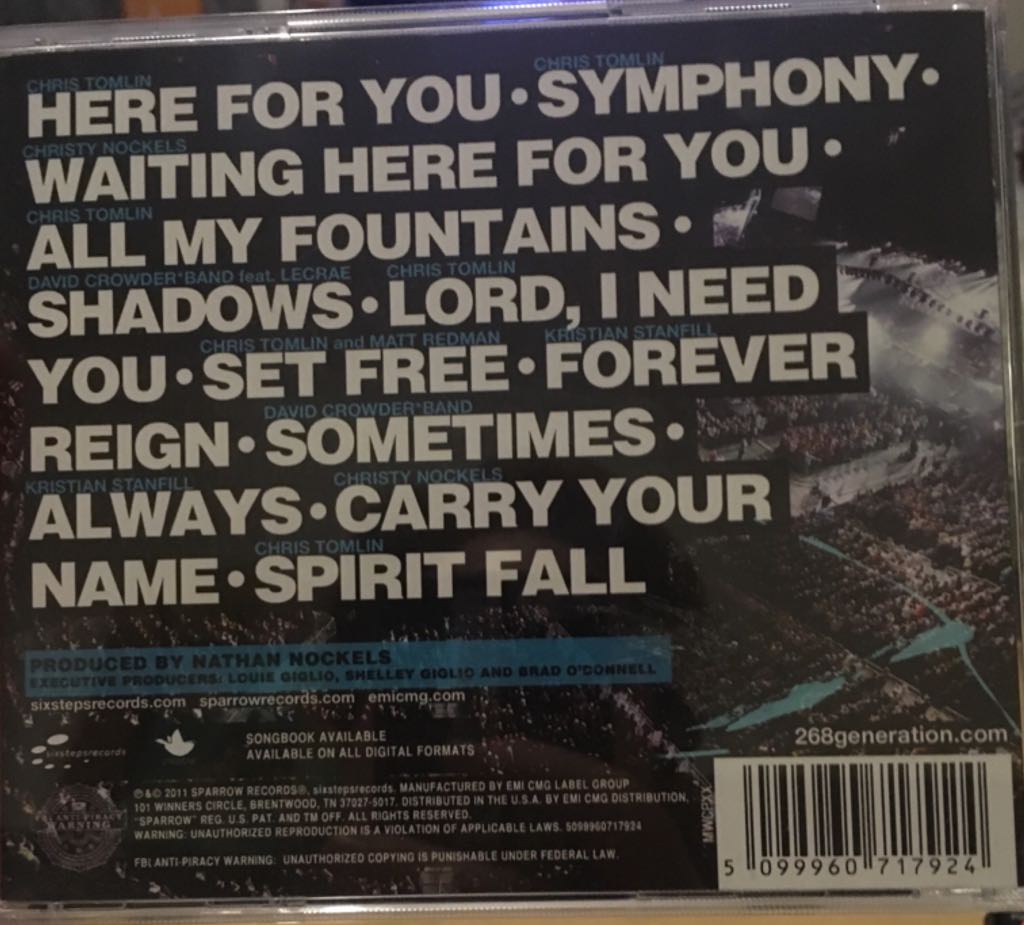 CHRIS TOMLIN CHRIS TOMLIN
HERE FOR YOU • SYMPHONY •
CHRISTY NOCKELS
WAITING HERE FOR YOU •
CHRIS TOMLIN
ALL MY FOUNTAINS •
DAVID CROWDER*BAND feat. LECRAE CHRIS TOMLIN
SHADOWS • LORD, I NEED
CHRIS TOMLIN and MATT REDMAN KRISTIAN STANFILL
YOU • SET FREE • FOREVER
DAVID CROWDER*BAND
REIGN • SOMETIMES •
KRISTIAN STANFILL CHRISTY NOCKELS
ALWAYS • CARRY YOUR
CHRIS TOMLIN
NAME • SPIRIT FALL
PRODUCED BY NATHAN NOCKELS
EXECUTIVE PRODUCERS: LOUIE GIGLIO, SHELLEY GIGLIO AND BRAD O'DONNELL
sixstepsrecords.com sparrowrecords.com emicmg.com
sixstepsrecords
SONGBOOK AVAILABLE
AVAILABLE ON ALL DIGITAL FORMATS
268generation.com
℗ & © 2011 SPARROW RECORDS®, sixstepsrecords. MANUFACTURED BY EMI CMG LABEL GROUP
101 WINNERS CIRCLE, BRENTWOOD, TN 37027-5017. DISTRIBUTED IN THE U.S.A. BY EMI CMG DISTRIBUTION.
"SPARROW" REG. U.S. PAT. AND TM OFF. ALL RIGHTS RESERVED.
WARNING: UNAUTHORIZED REPRODUCTION IS A VIOLATION OF APPLICABLE LAWS. 5099960717924
FBI ANTI-PIRACY WARNING: UNAUTHORIZED COPYING IS PUNISHABLE UNDER FEDERAL LAW.
FBI ANTI-PIRACY
WARNING
5 099960 717924